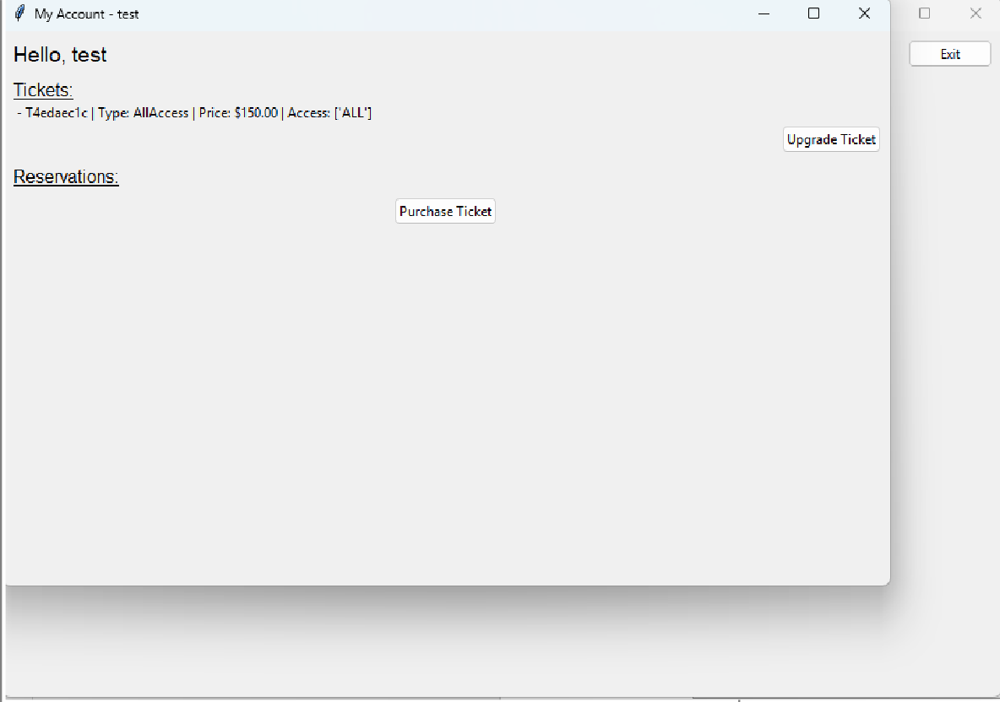 My Account - test
Exit
Hello, test
Tickets:
- T4edaec1c | Type: AllAccess | Price: $150.00 | Access: ['ALL']
Upgrade Ticket
Reservations:
Purchase Ticket